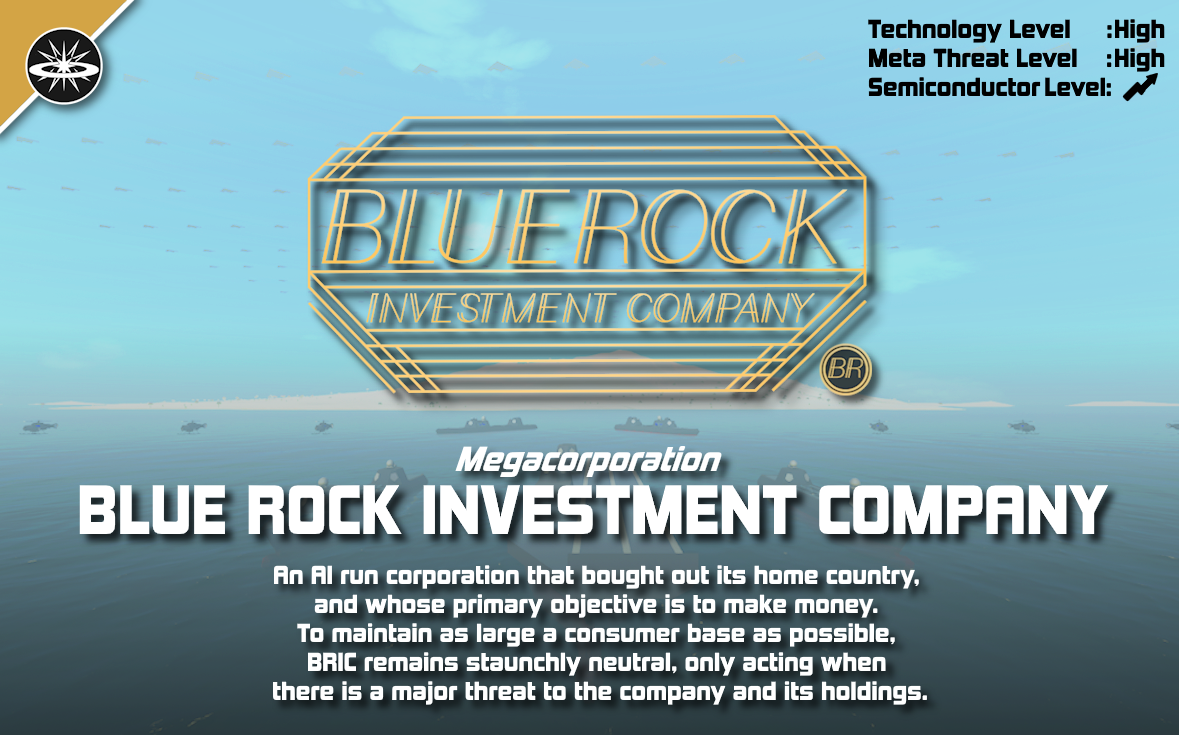 Technology Level :High
Meta Threat Level :High
Semiconductor Level:
BLUE ROCK
INVESTMENT COMPANY
BR
Megacorporation
BLUE ROCK INVESTMENT COMPANY
An AI run corporation that bought out its home country,
and whose primary objective is to make money.
To maintain as large a consumer base as possible,
BRIC remains staunchly neutral, only acting when
there is a major threat to the company and its holdings.